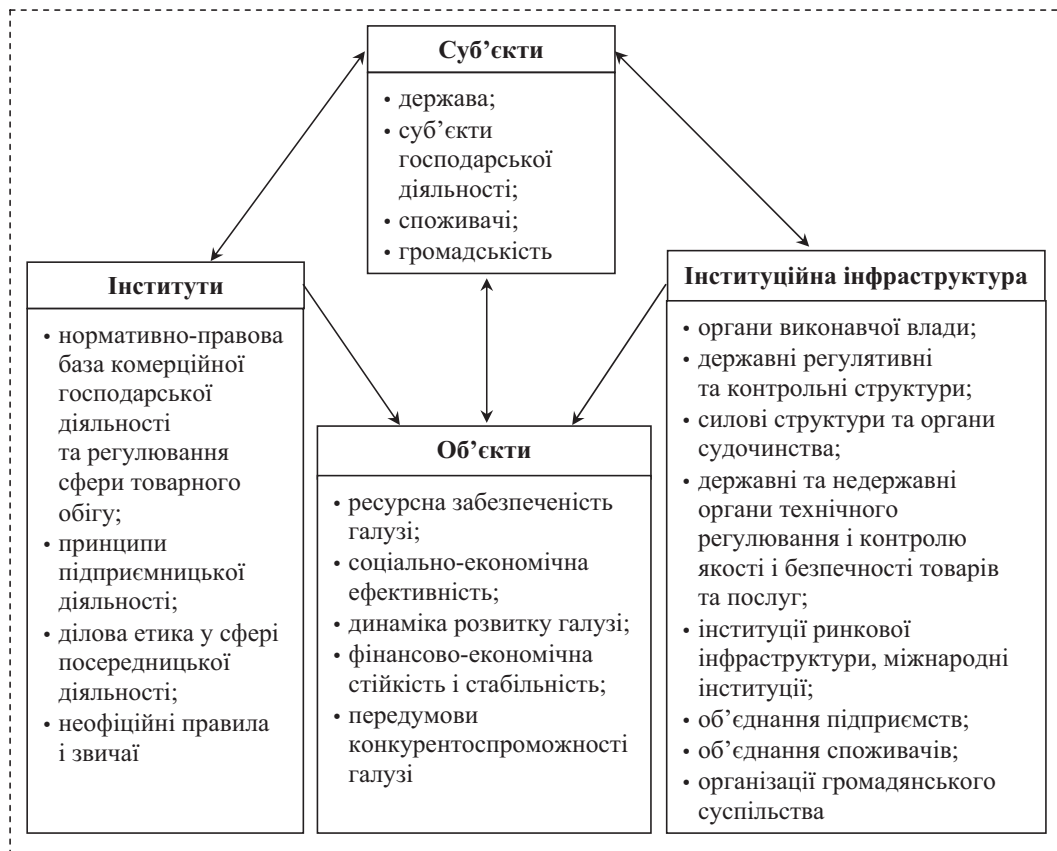 Суб’єкти
• держава;
• суб’єкти
господарської
діяльності;
• споживачі;
• громадськість
Інститути
• нормативно-правова
база комерційної
господарської
діяльності
та регулювання
сфери товарного
обігу;
• принципи
підприємницької
діяльності;
• ділова етика у сфері
посередницької
діяльності;
• неофіційні правила
і звичаї
Об’єкти
• ресурсна забезпеченість
галузі;
• соціально-економічна
ефективність;
• динаміка розвитку галузі;
• фінансово-економічна
стійкість і стабільність;
• передумови
конкурентоспроможності
галузі
Інституційна інфраструктура
• органи виконавчої влади;
• державні регулятивні
та контрольні структури;
• силові структури та органи
судочинства;
• державні та недержавні
органи технічного
регулювання і контролю
якості і безпечності товарів
та послуг;
• інституції ринкової
інфраструктури, міжнародні
інституції;
• об’єднання підприємств;
• об’єднання споживачів;
• організації громадянського
суспільства